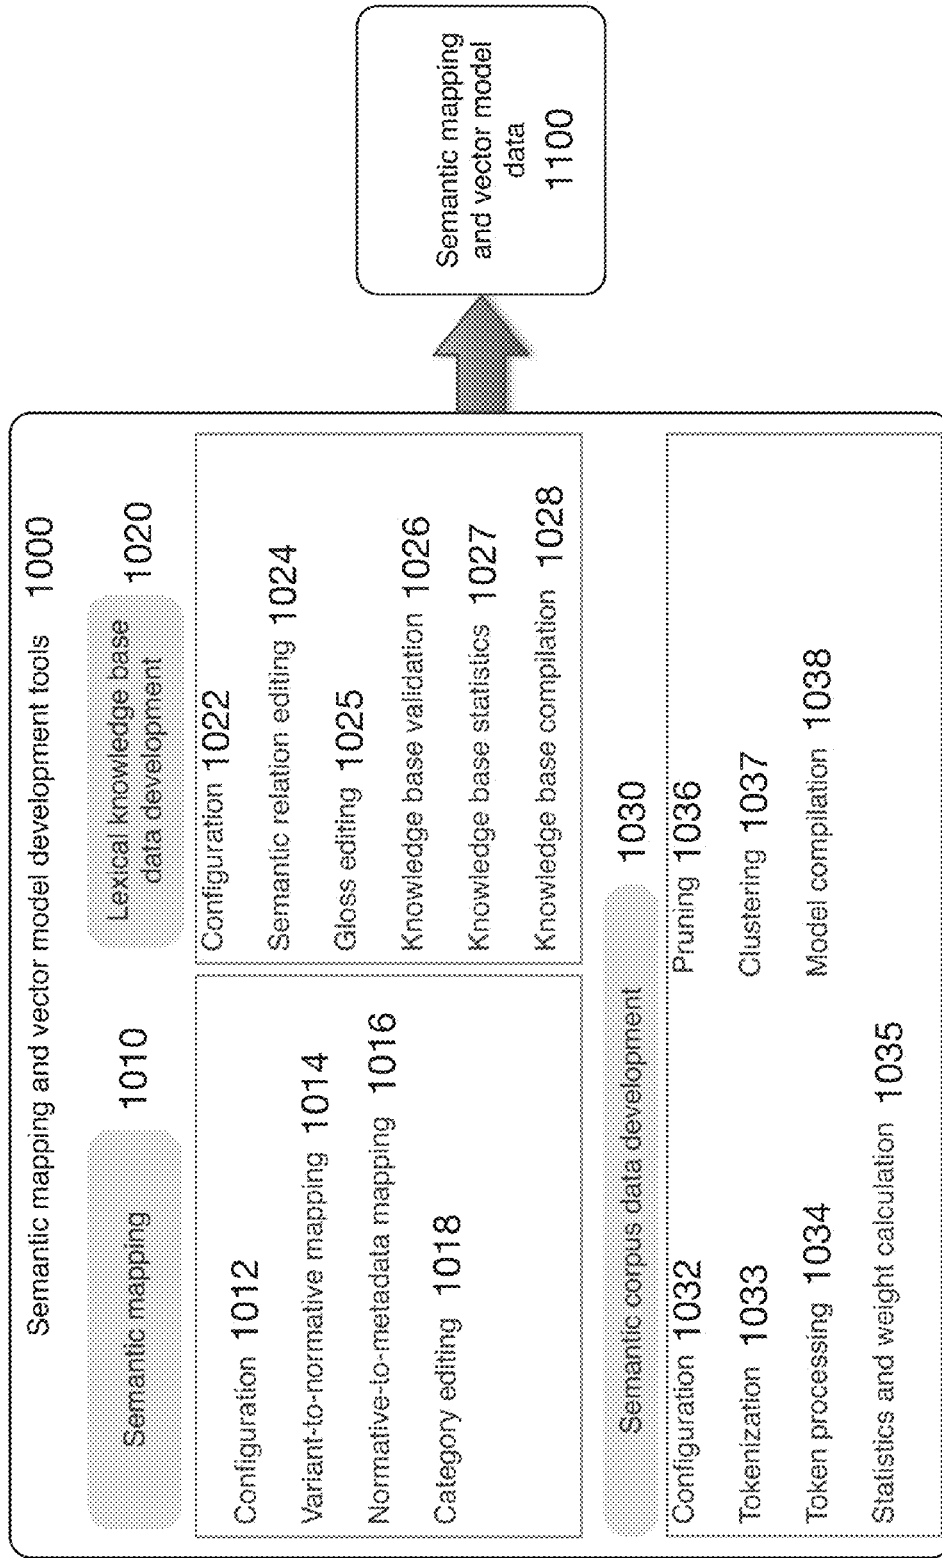 Semantic mapping and vector model development tools 1000
Semantic mapping 1010
Configuration 1012
Variant-to-normative mapping 1014
Normative-to-metadata mapping 1016
Category editing 1018
Lexical knowledge base
data development 1020
Configuration 1022
Semantic relation editing 1024
Gloss editing 1025
Knowledge base validation 1026
Knowledge base statistics 1027
Knowledge base compilation 1028
Semantic corpus data development 1030
Configuration 1032
Tokenization 1033
Token processing 1034
Statistics and weight calculation 1035
Pruning 1036
Clustering 1037
Model compilation 1038
Semantic mapping
and vector model
data
1100